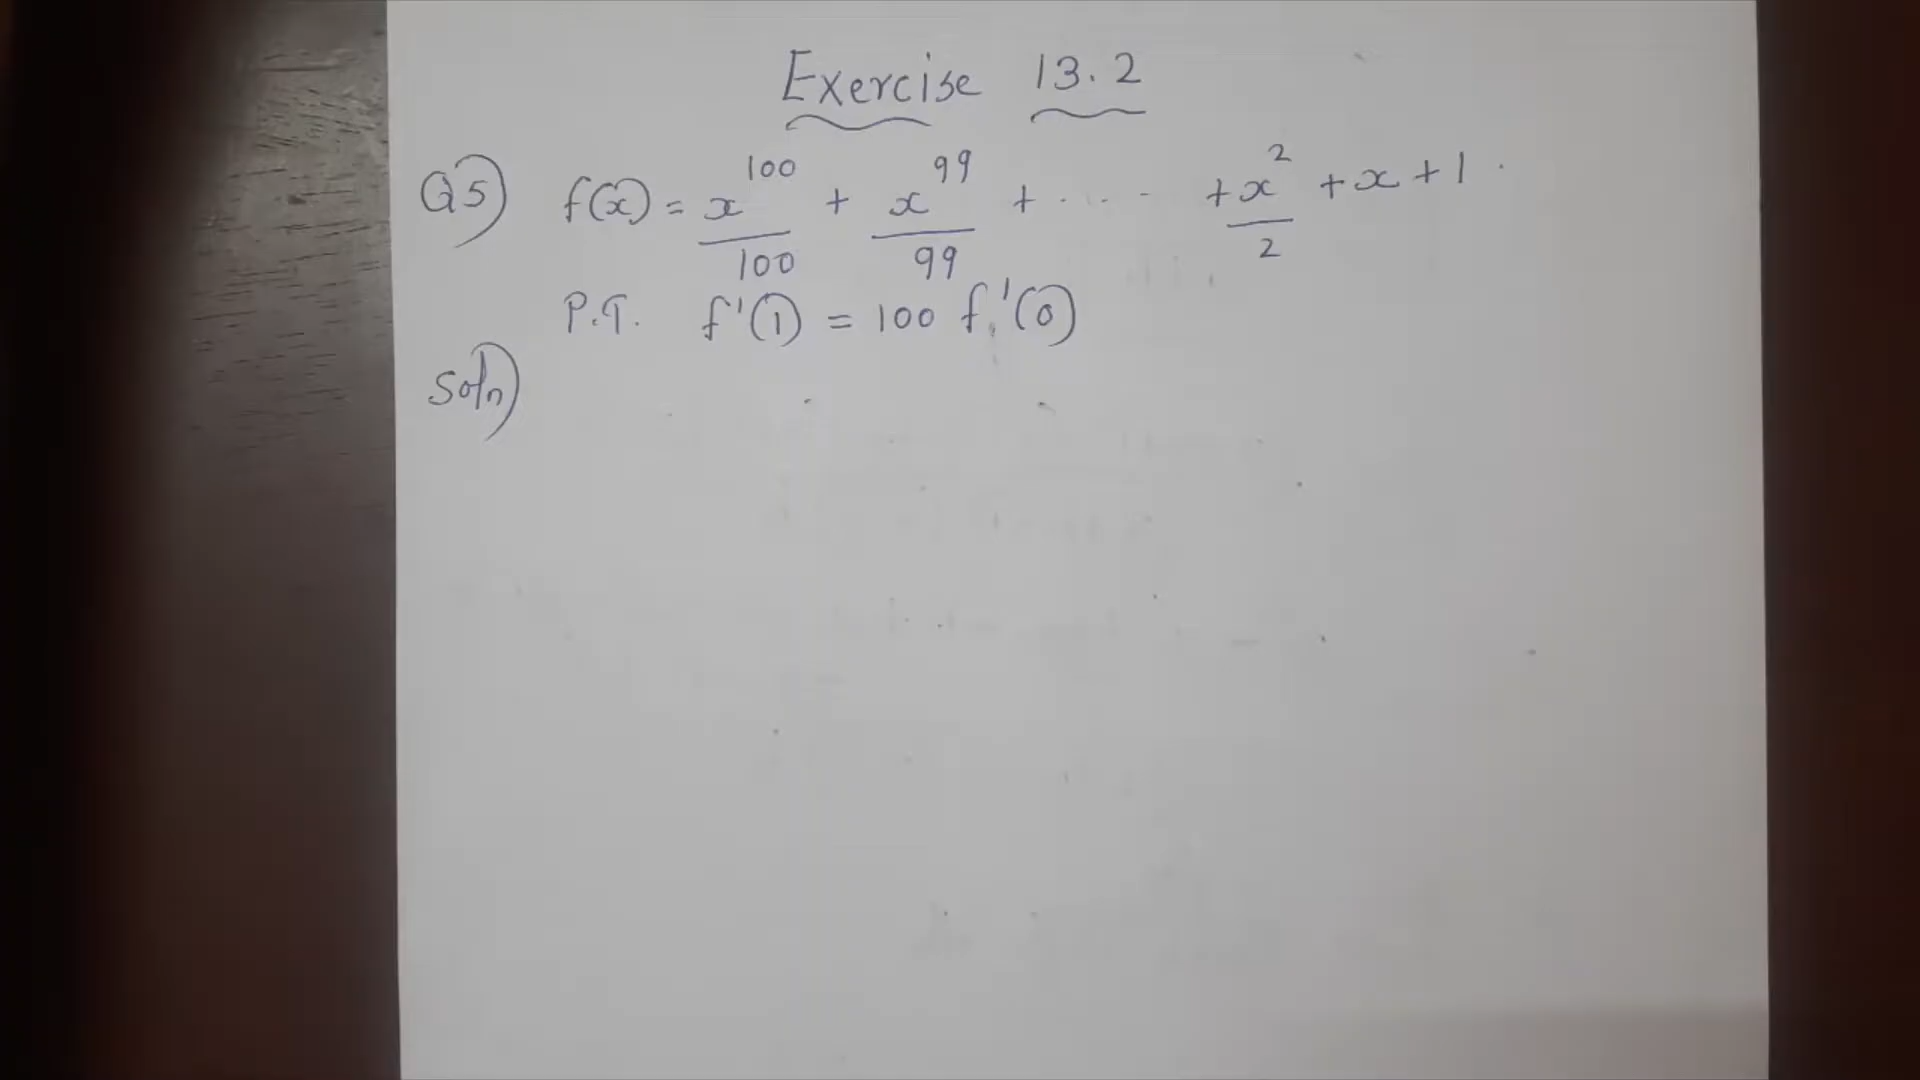 Exercise 13.2
Q5) f(x) = x^100/100 + x^99/99 + ..... + x^2/2 + x + 1.
P.T. f'(1) = 100 f'(0)
Soln)